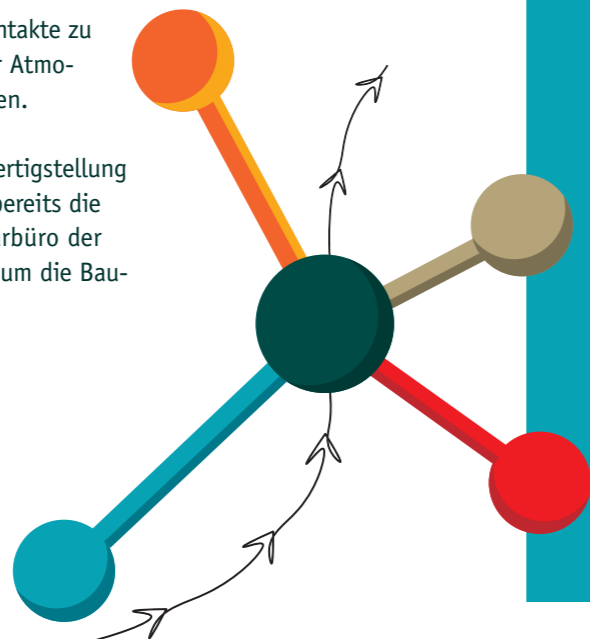 ntakte zu
r Atmo-
en.
ertigstellung
bereits die
rbüro der
um die Bau-